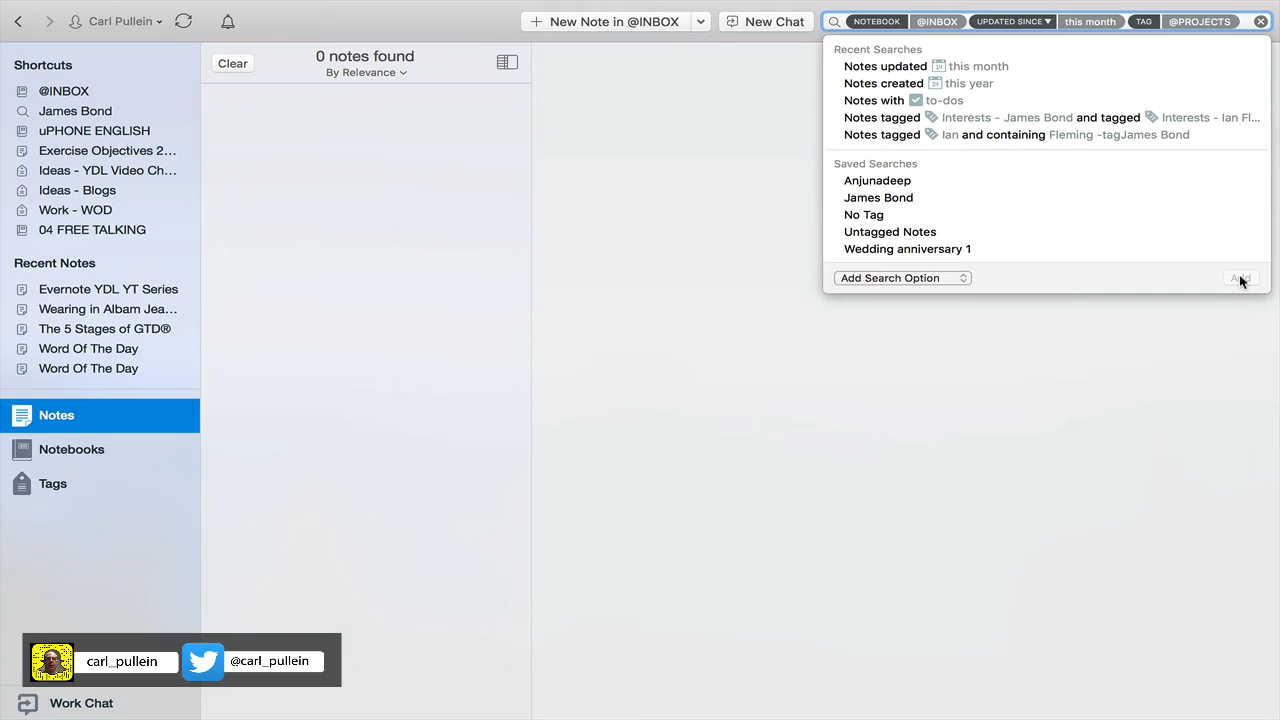 Carl Pullein
New Note in @INBOX
New Chat
NOTEBOOK @INBOX UPDATED SINCE ▼ this month TAG @PROJECTS
Shortcuts
@INBOX
James Bond
uPHONE ENGLISH
Exercise Objectives 2...
Ideas - YDL Video Ch...
Ideas - Blogs
Work - WOD
04 FREE TALKING
Recent Notes
Evernote YDL YT Series
Wearing in Albam Jea...
The 5 Stages of GTD®
Word Of The Day
Word Of The Day
Notes
Notebooks
Tags
Work Chat
Clear
0 notes found
By Relevance
Recent Searches
Notes updated this month
Notes created this year
Notes with to-dos
Notes tagged Interests - James Bond and tagged Interests - Ian Fl...
Notes tagged Ian and containing Fleming -tagJames Bond
Saved Searches
Anjunadeep
James Bond
No Tag
Untagged Notes
Wedding anniversary 1
Add Search Option
Add
carl_pullein
@carl_pullein